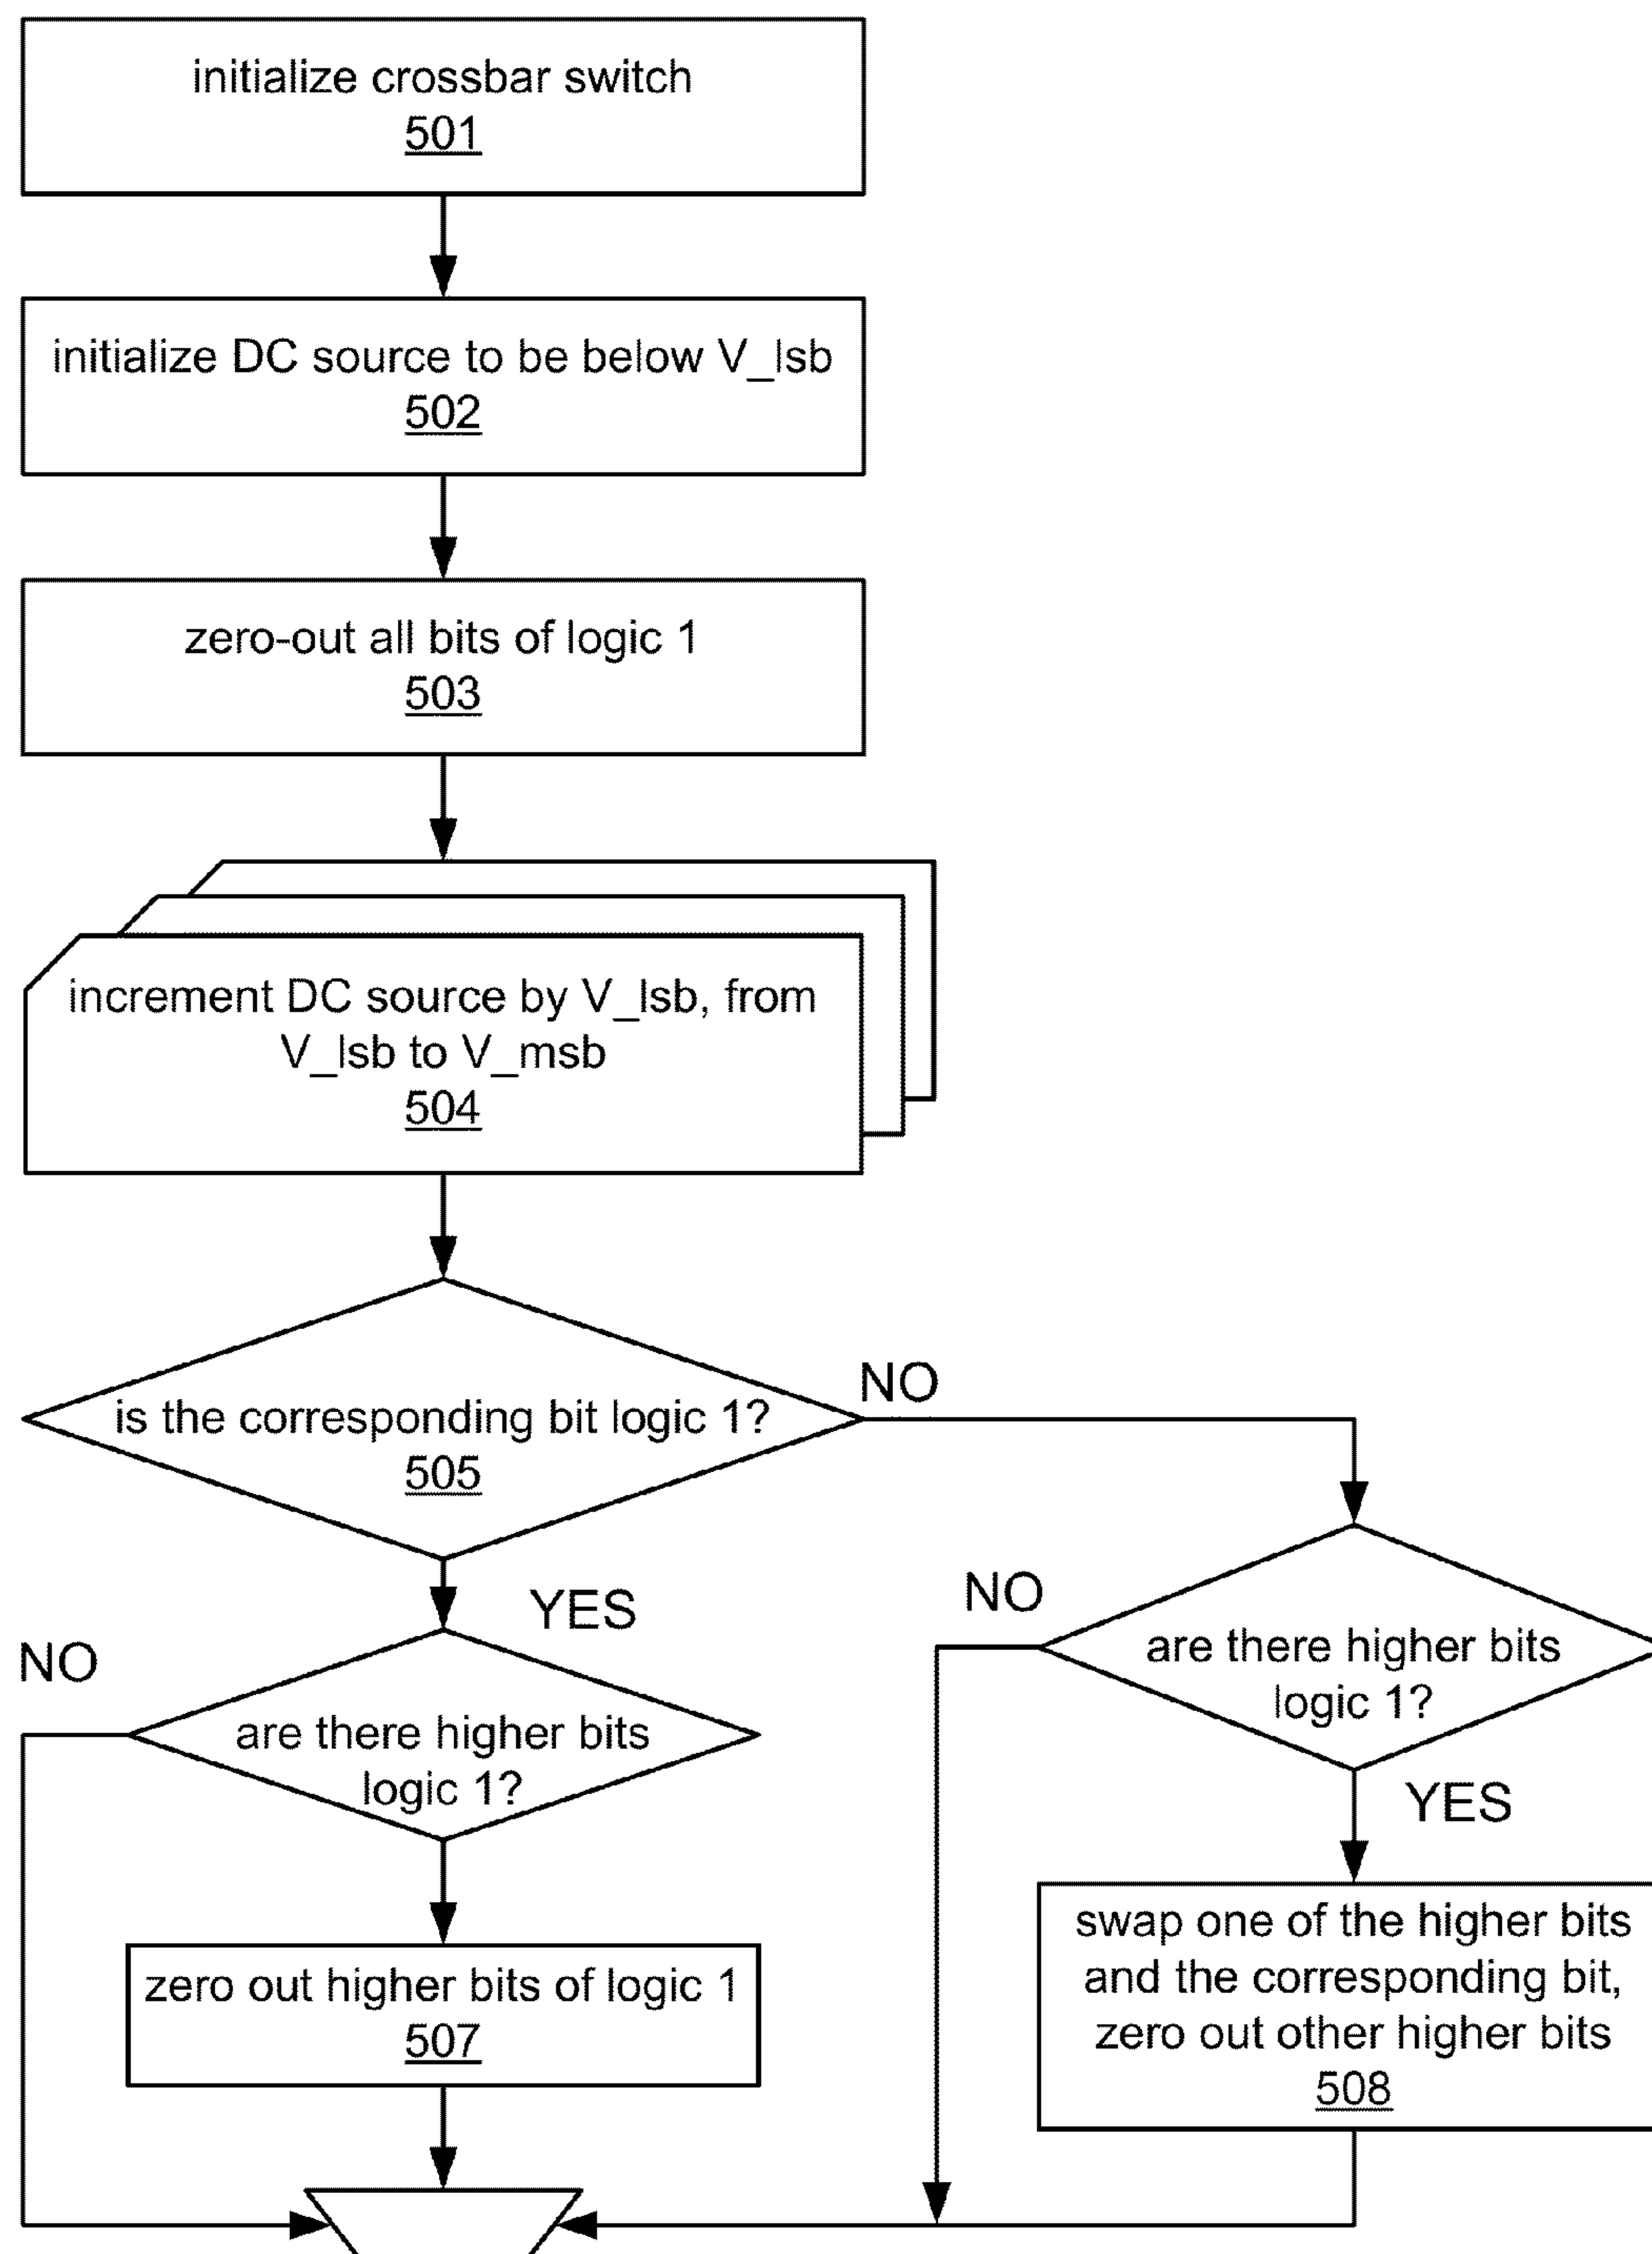 initialize crossbar switch
501
initialize DC source to be below V_lsb
502
zero-out all bits of logic 1
503
increment DC source by V_lsb, from
V_lsb to V_msb
504
is the corresponding bit logic 1?
505
NO
YES
NO
are there higher bits
logic 1?
NO
are there higher bits
logic 1?
YES
zero out higher bits of logic 1
507
swap one of the higher bits
and the corresponding bit,
zero out other higher bits
508